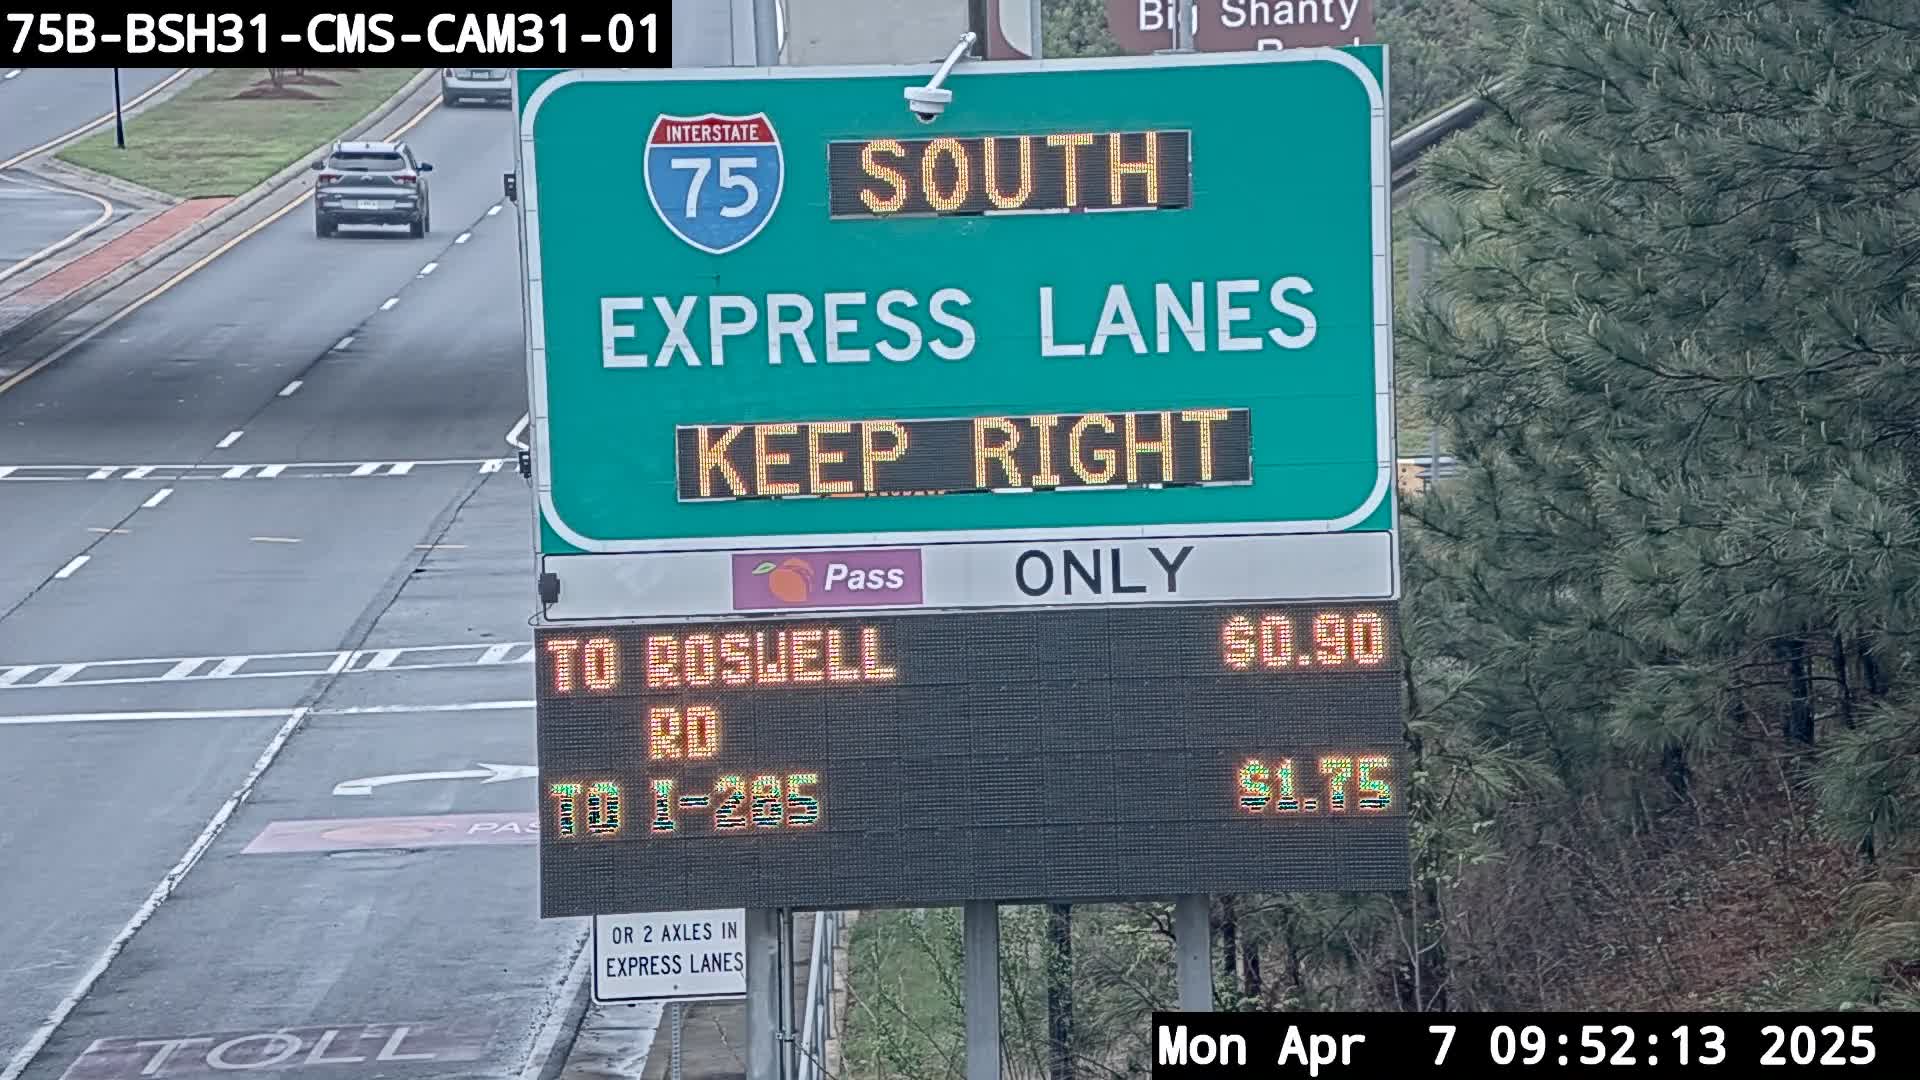 75B-BSH31-CMS-CAM31-01
Big Shanty
INTERSTATE
75
SOUTH
EXPRESS LANES
KEEP RIGHT
Pass
ONLY
TO ROSWELL $0.90
RD
TO I-285 $1.75
PAS
OR 2 AXLES IN
EXPRESS LANES
TOLL
Mon Apr 7 09:52:13 2025